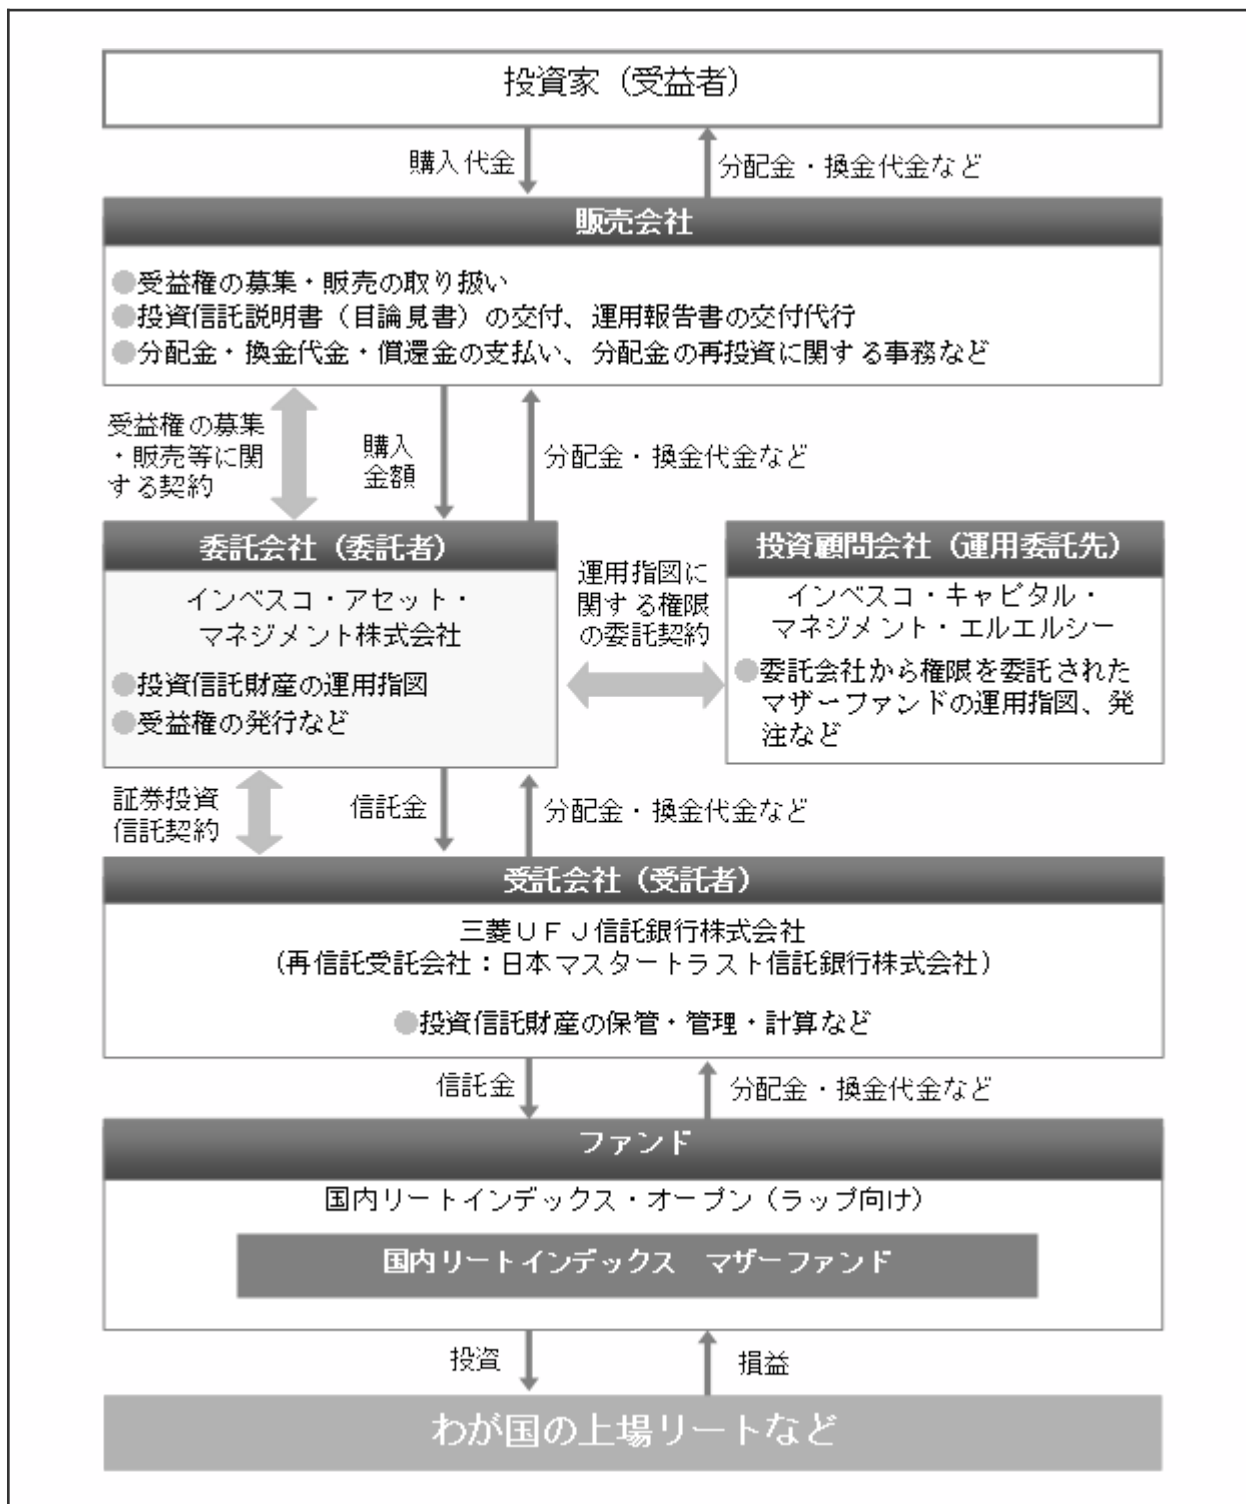 投資家（受益者）
購入代金
分配金・換金代金など
販売会社
●受益権の募集・販売の取り扱い
●投資信託説明書（目論見書）の交付、運用報告書の交付代行
●分配金・換金代金・償還金の支払い、分配金の再投資に関する事務など
受益権の募集
・販売等に関
する契約
購入
金額
分配金・換金代金など
委託会社（委託者）
インベスコ・アセット・
マネジメント株式会社
●投資信託財産の運用指図
●受益権の発行など
運用指図に
関する権限
の委託契約
投資顧問会社（運用委託先）
インベスコ・キャピタル・
マネジメント・エルエルシー
●委託会社から権限を委託された
マザーファンドの運用指図、発
注など
証券投資
信託契約
信託金
分配金・換金代金など
受託会社（受託者）
三菱ＵＦＪ信託銀行株式会社
（再信託受託会社：日本マスタートラスト信託銀行株式会社）
●投資信託財産の保管・管理・計算など
信託金
分配金・換金代金など
ファンド
国内リートインデックス・オープン（ラップ向け）
国内リートインデックス　マザーファンド
投資
損益
わが国の上場リートなど